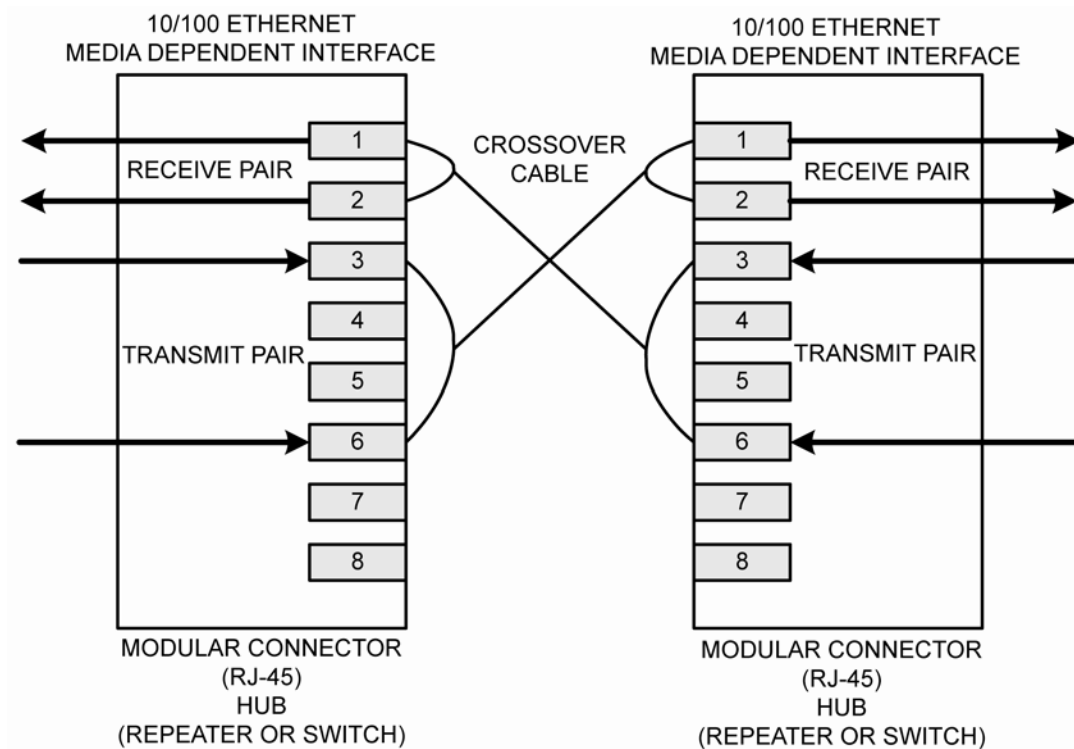 10/100 ETHERNET
MEDIA DEPENDENT INTERFACE
10/100 ETHERNET
MEDIA DEPENDENT INTERFACE
1
RECEIVE PAIR
2
3
4
TRANSMIT PAIR
5
6
7
8
CROSSOVER
CABLE
1
RECEIVE PAIR
2
3
4
TRANSMIT PAIR
5
6
7
8
MODULAR CONNECTOR
(RJ-45)
HUB
(REPEATER OR SWITCH)
MODULAR CONNECTOR
(RJ-45)
HUB
(REPEATER OR SWITCH)